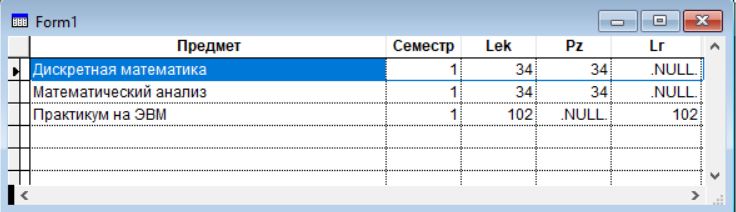 Form1
Предмет Семестр Lek Pz Lr
Дискретная математика 1 34 34 .NULL.
Математический анализ 1 34 34 .NULL.
Практикум на ЭВМ 1 102 .NULL. 102